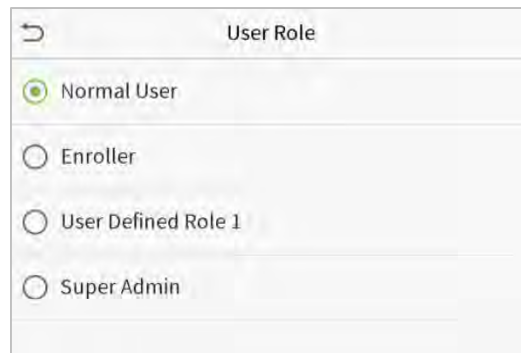 User Role
Normal User
Enroller
User Defined Role 1
Super Admin